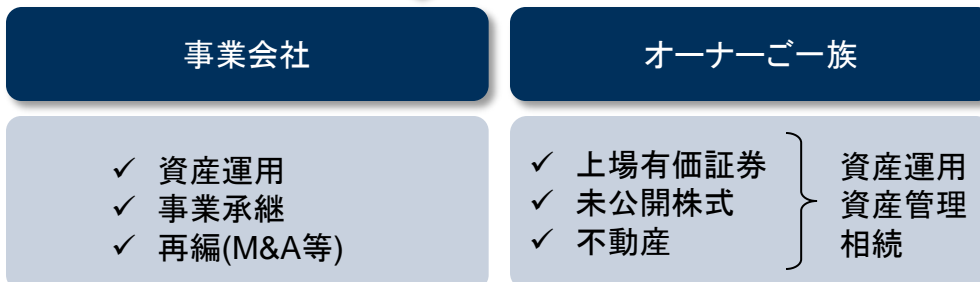 事業会社
✓ 資産運用
✓ 事業承継
✓ 再編(M&A等)
オーナーご一族
✓ 上場有価証券
✓ 未公開株式
✓ 不動産
資産運用
資産管理
相続